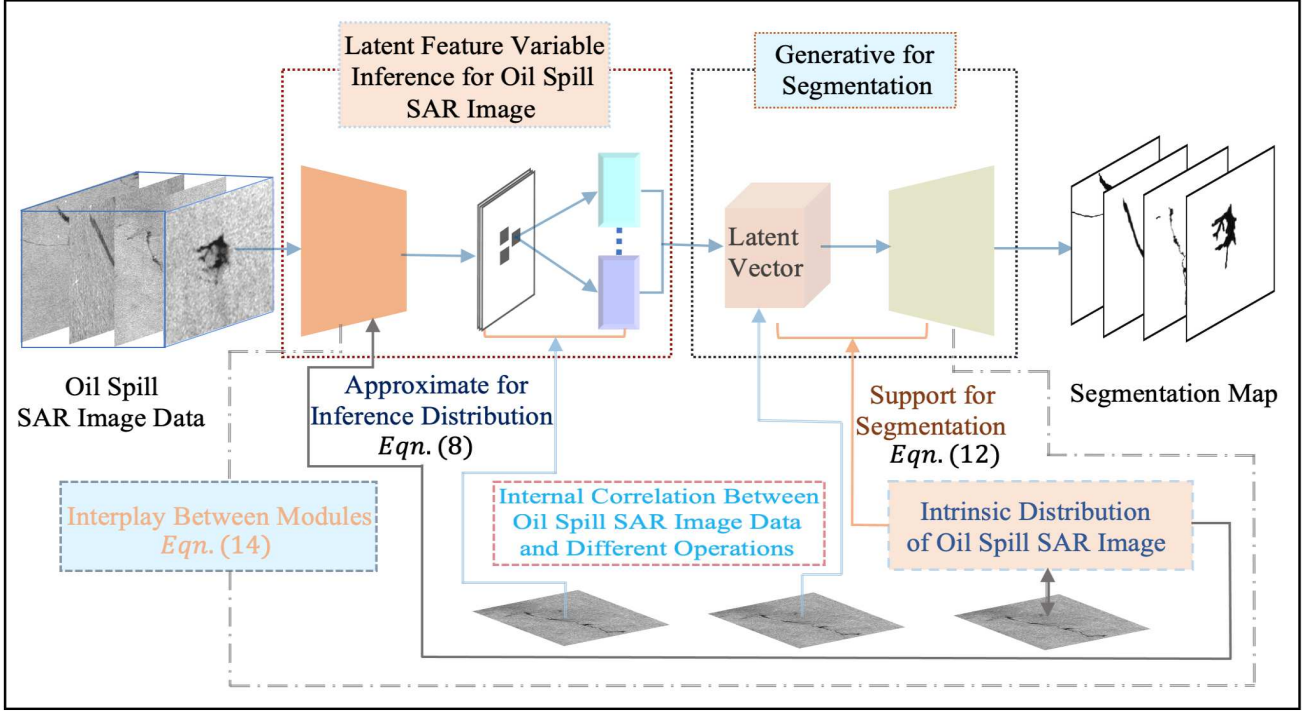 Latent Feature Variable
Inference for Oil Spill
SAR Image
Generative for
Segmentation
Latent
Vector
Oil Spill
SAR Image Data
Approximate for
Inference Distribution
Eqn. (8)
Support for
Segmentation
Eqn. (12)
Segmentation Map
Interplay Between Modules
Eqn. (14)
Internal Correlation Between
Oil Spill SAR Image Data
and Different Operations
Intrinsic Distribution
of Oil Spill SAR Image